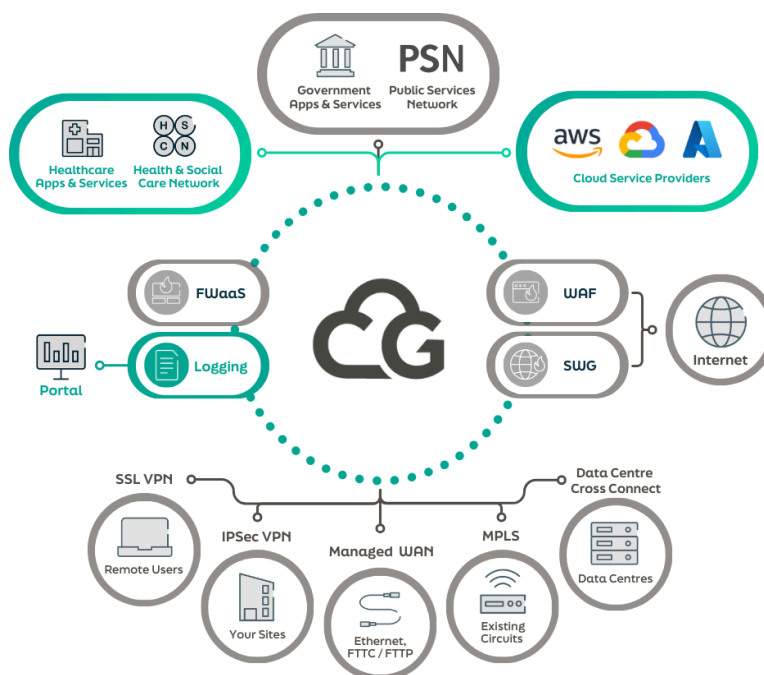 Government
Apps & Services
PSN
Public Services
Network
Healthcare
Apps & Services
H S
C N
Health & Social
Care Network
aws
Cloud Service Providers
FWaaS
Logging
Portal
CG
WAF
SWG
Internet
SSL VPN
Remote Users
IPSec VPN
Your Sites
Managed WAN
Ethernet,
FTTC / FTTP
MPLS
Existing
Circuits
Data Centre
Cross Connect
Data Centres